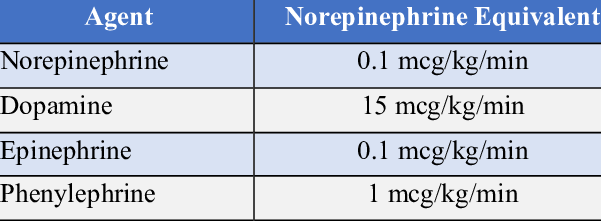 Agent Norepinephrine Equivalent
Norepinephrine 0.1 mcg/kg/min
Dopamine 15 mcg/kg/min
Epinephrine 0.1 mcg/kg/min
Phenylephrine 1 mcg/kg/min